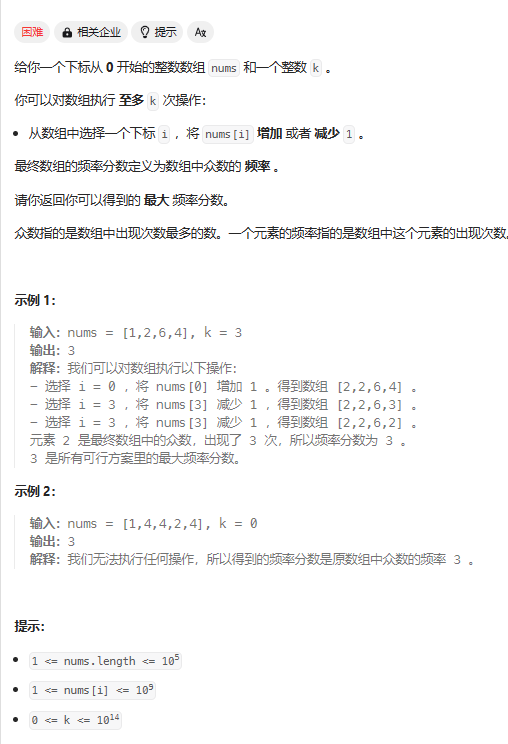 困难 相关企业 提示
给你一个下标从 0 开始的整数数组 nums 和一个整数 k 。
你可以对数组执行 至多 k 次操作：
• 从数组中选择一个下标 i ，将 nums[i] 增加 或者 减少 1 。
最终数组的频率分数定义为数组中众数的 频率 。
请你返回你可以得到的 最大 频率分数。
众数指的是数组中出现次数最多的数。一个元素的频率指的是数组中这个元素的出现次数。
示例 1：
输入：nums = [1,2,6,4], k = 3
输出：3
解释：我们可以对数组执行以下操作：
- 选择 i = 0 ，将 nums[0] 增加 1 。得到数组 [2,2,6,4] 。
- 选择 i = 3 ，将 nums[3] 减少 1 ，得到数组 [2,2,6,3] 。
- 选择 i = 3 ，将 nums[3] 减少 1 ，得到数组 [2,2,6,2] 。
元素 2 是最终数组中的众数，出现了 3 次，所以频率分数为 3 。
3 是所有可行方案里的最大频率分数。
示例 2：
输入：nums = [1,4,4,2,4], k = 0
输出：3
解释：我们无法执行任何操作，所以得到的频率分数是原数组中众数的频率 3 。
提示：
• 1 <= nums.length <= 10⁵
• 1 <= nums[i] <= 10⁹
• 0 <= k <= 10¹⁴